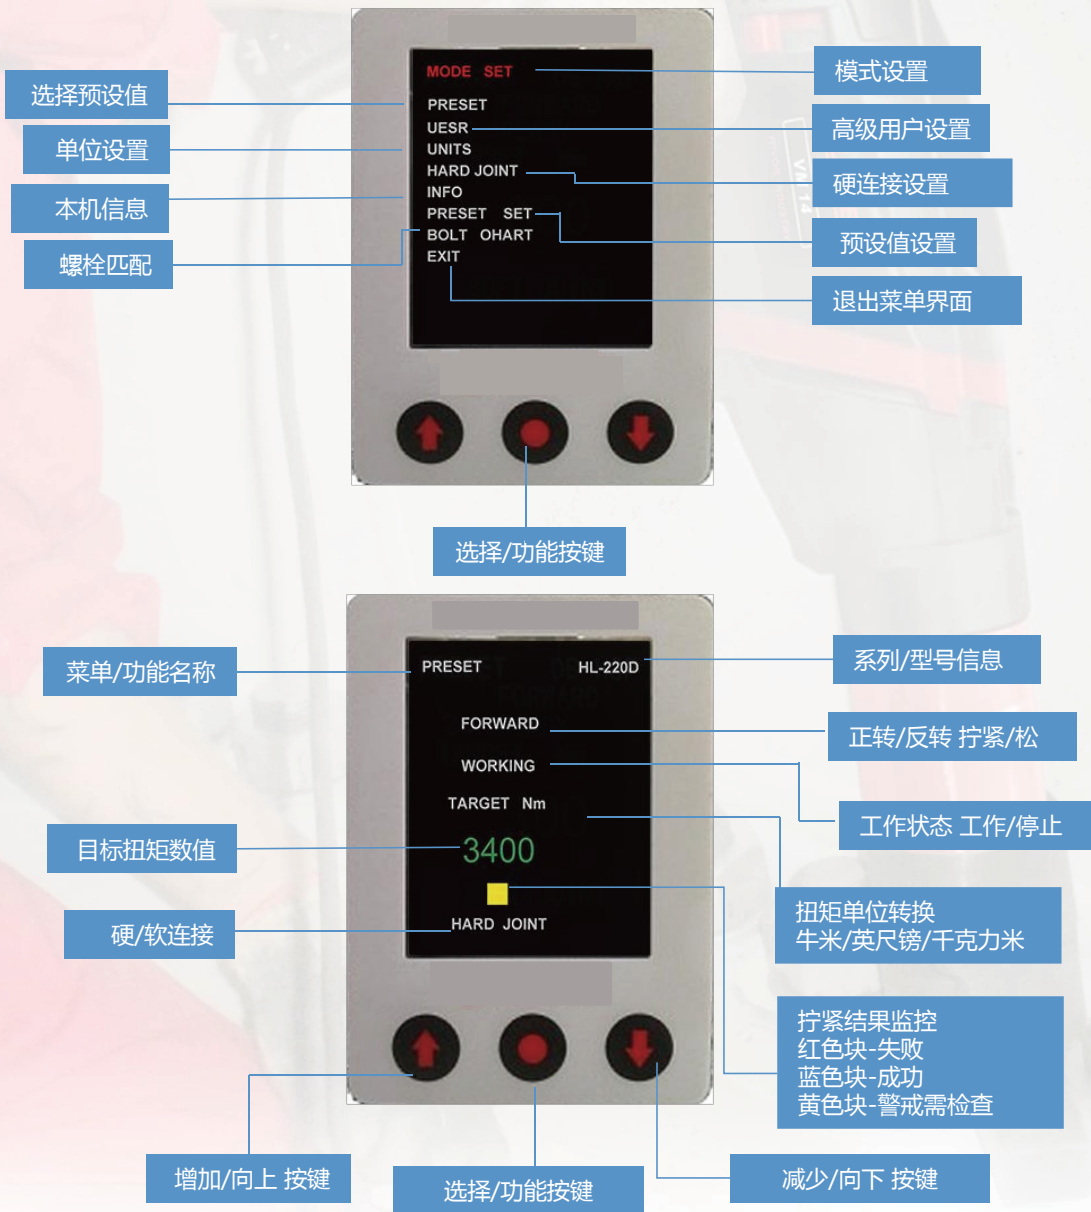 MODE SET
模式设置
选择预设值
PRESET
UESR
高级用户设置
单位设置
UNITS
HARD JOINT
硬连接设置
本机信息
INFO
PRESET SET
预设值设置
螺栓匹配
BOLT OHART
EXIT
退出菜单界面
选择/功能按键
菜单/功能名称
PRESET
HL-220D
系列/型号信息
FORWARD
正转/反转 拧紧/松
WORKING
工作状态 工作/停止
TARGET Nm
目标扭矩数值
3400
扭矩单位转换
牛米/英尺镑/千克力米
硬/软连接
HARD JOINT
拧紧结果监控
红色块-失败
蓝色块-成功
黄色块-警戒需检查
增加/向上 按键
选择/功能按键
减少/向下 按键